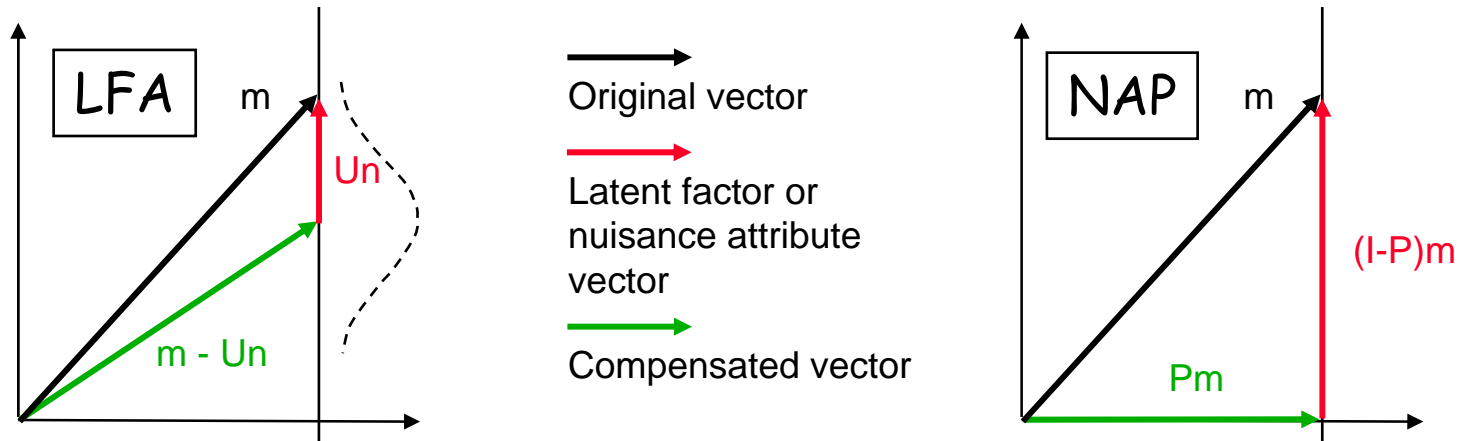 LFA
m
Un
m - Un
Original vector
Latent factor or
nuisance attribute
vector
Compensated vector
NAP
m
(I-P)m
Pm